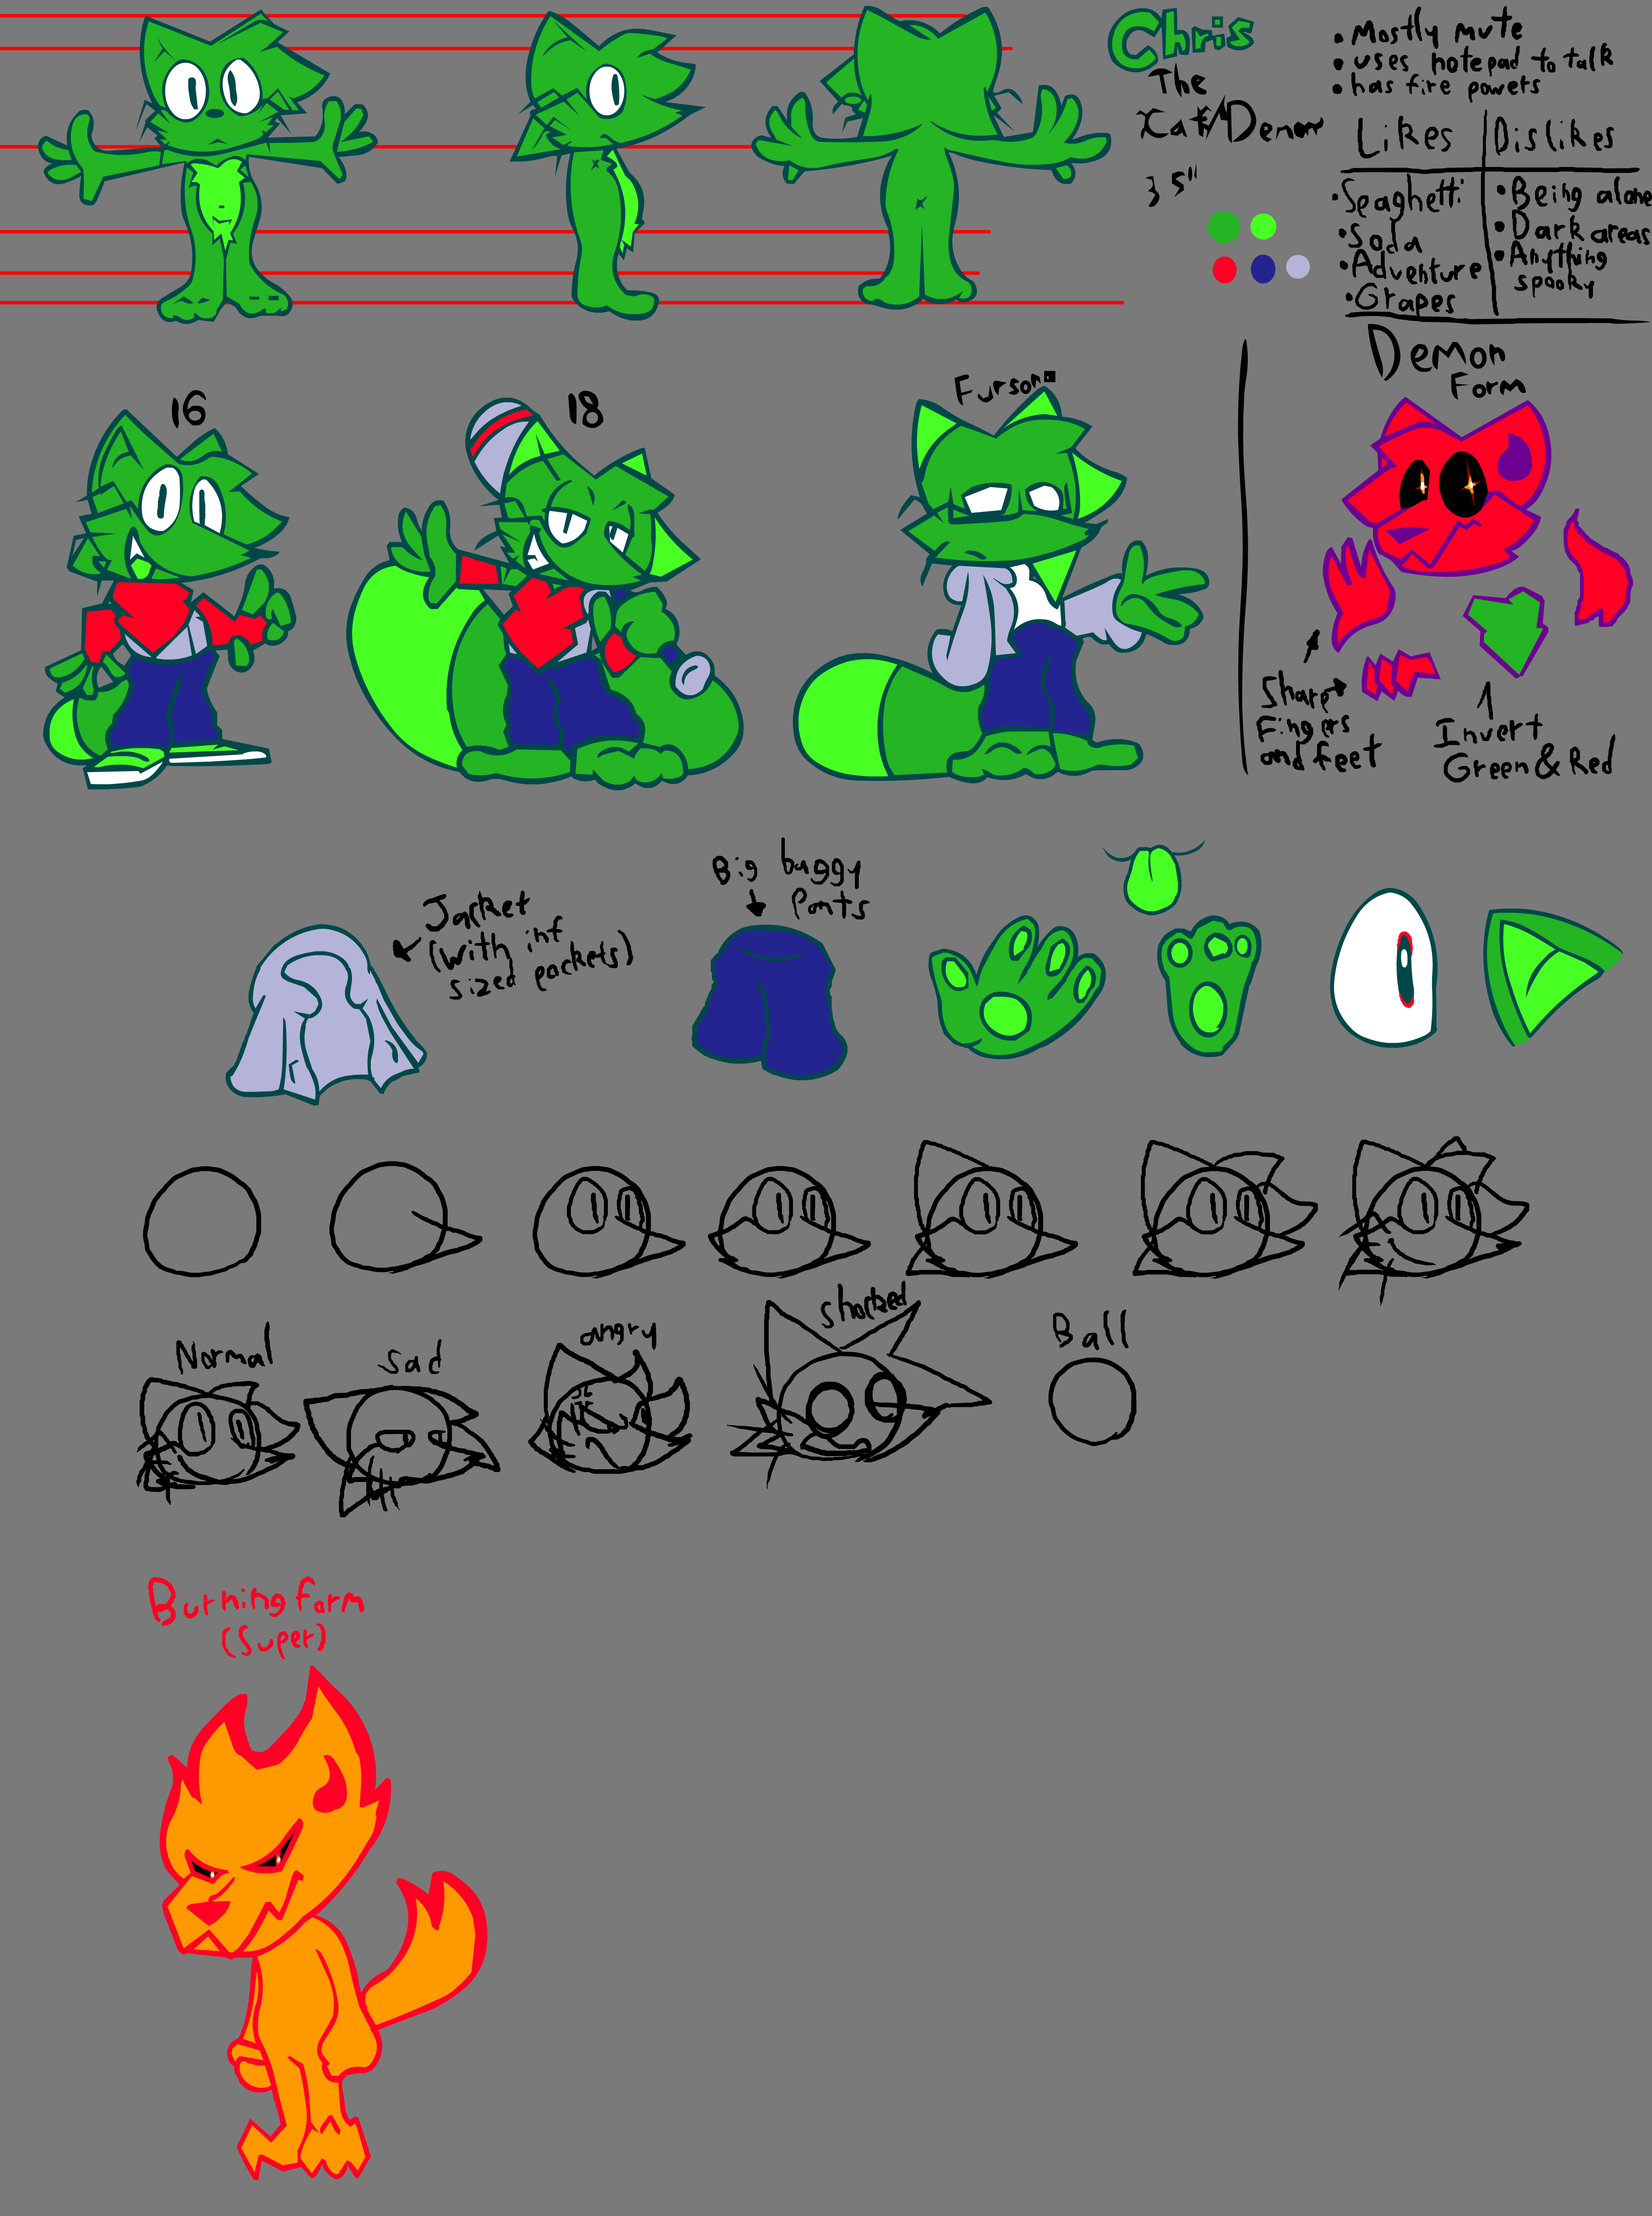 Chris
The
Cat/Demon
3'5"
• Mostly mute
• uses notepad to talk
• has fire powers
Likes
Dislikes
• Spaghetti
• Soda
• Adventure
• Grapes
• Being alone
• Dark areas
• Anything
spooky
16
18
Fursona
Demon
Form
Sharp
Fingers
and feet
Invert
Green & Red
Jacket
(with inf
sized pockets)
Big baggy
Pants
Normal
Sad
angry
Shocked
Ball
Burning form
(Super)